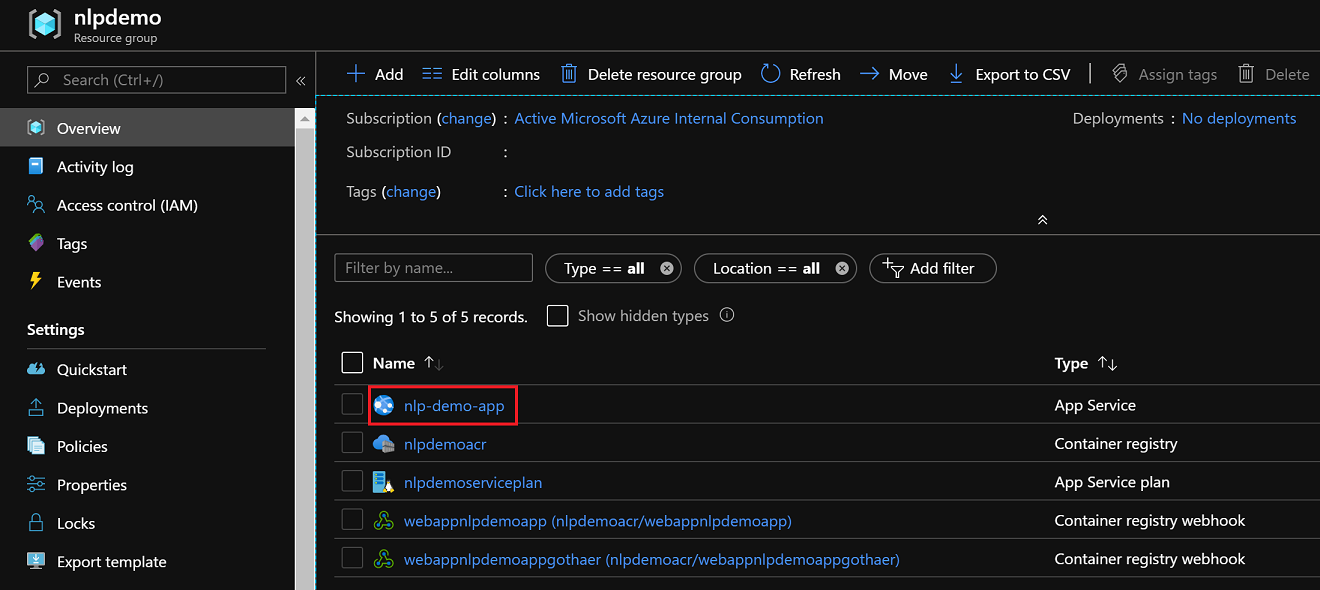 nlpdemo
Resource group
Search (Ctrl+/)
«
Add
Edit columns
Delete resource group
Refresh
Move
Export to CSV
Assign tags
Delete
Overview
Activity log
Access control (IAM)
Tags
Events
Settings
Quickstart
Deployments
Policies
Properties
Locks
Export template
Subscription (change) : Active Microsoft Azure Internal Consumption
Deployments : No deployments
Subscription ID :
Tags (change) : Click here to add tags
Filter by name...
Type == all
Location == all
Add filter
Showing 1 to 5 of 5 records.
Show hidden types
Name Type
nlp-demo-app App Service
nlpdemoacr Container registry
nlpdemoserviceplan App Service plan
webappnlpdemoapp (nlpdemoacr/webappnlpdemoapp) Container registry webhook
webappnlpdemoappgothaer (nlpdemoacr/webappnlpdemoappgothaer) Container registry webhook